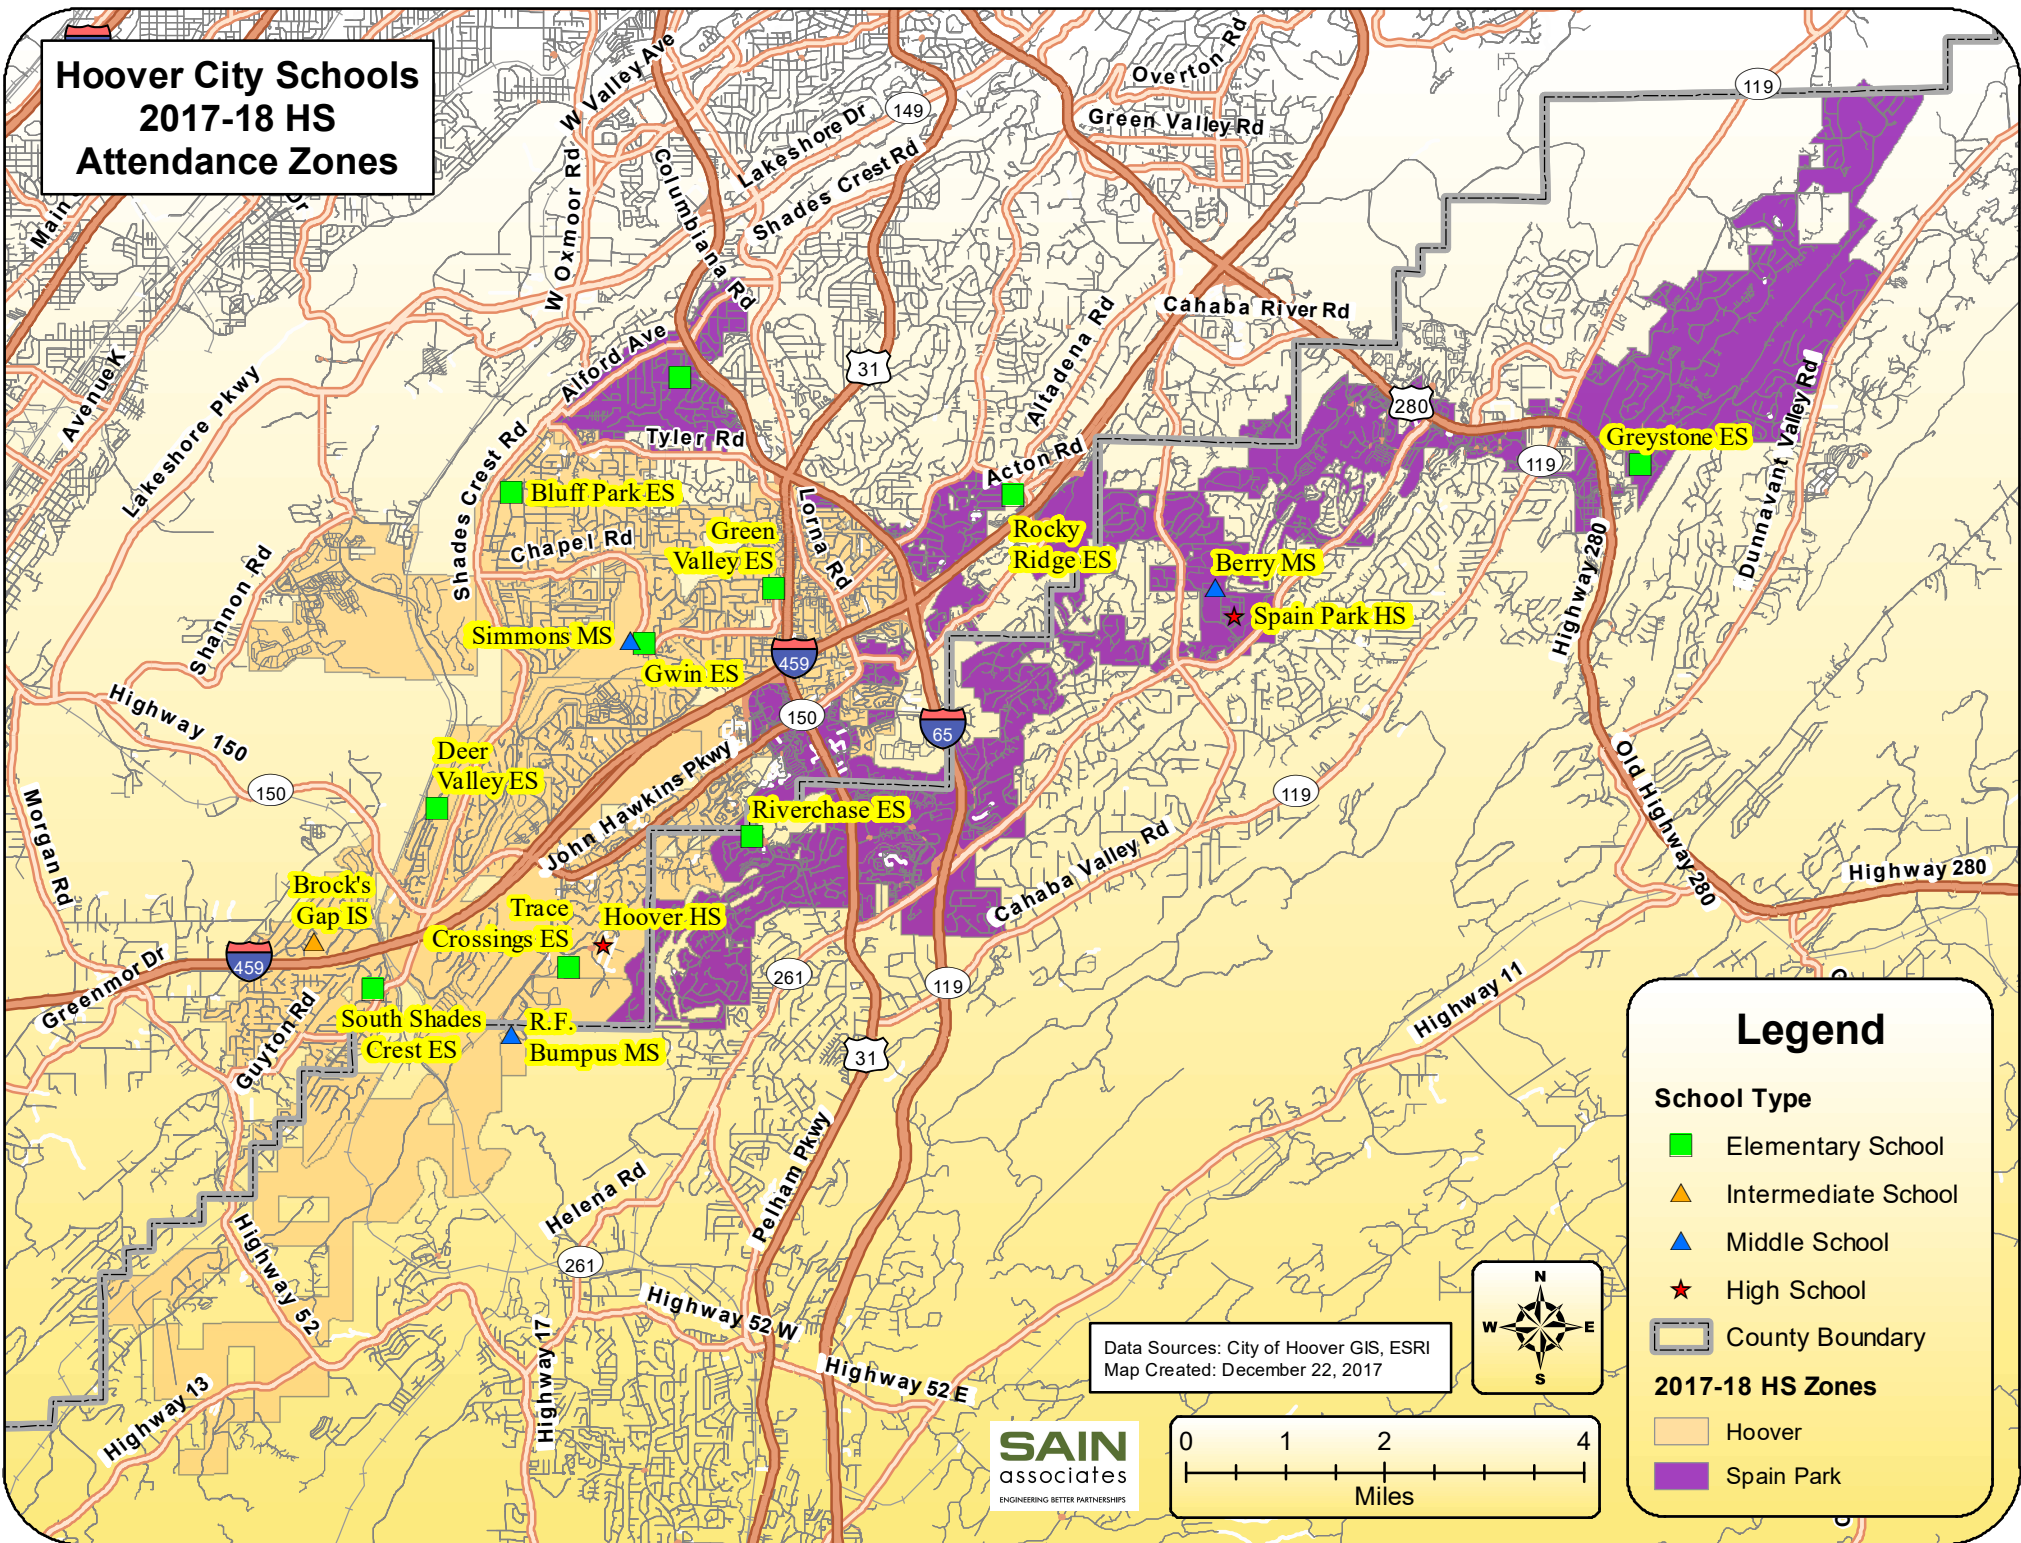 Hoover City Schools
2017-18 HS
Attendance Zones
Main
Dr
W Valley Ave
Overton Rd
119
149
Green Valley Rd
Lakeshore Dr
Shades Crest Rd
W Oxmoor Rd
Columbiana Rd
Cahaba River Rd
Alford Ave
31
Altadena Rd
Avenue K
Lakeshore Pkwy
280
Dunnavant Valley Rd
Tyler Rd
Shades Crest Rd
Acton Rd
Greystone ES
119
Bluff Park ES
Lorna Rd
Green
Valley ES
Chapel Rd
Rocky
Ridge ES
Berry MS
Highway 280
Shannon Rd
Spain Park HS
Simmons MS
459
Gwin ES
Highway 150
150
65
Deer
Valley ES
Old Highway 280
John Hawkins Pkwy
150
119
Riverchase ES
Morgan Rd
Cahaba Valley Rd
Highway 280
Brock's
Gap IS
Trace
Crossings ES
Hoover HS
459
Greenmor Dr
261
119
Highway 11
Guyton Rd
South Shades
Crest ES
R.F.
Bumpus MS
31
Pelham Pkwy
Helena Rd
Highway 52
261
Highway 52 W
Highway 17
Highway 52 E
Highway 13
Legend
School Type
Elementary School
Intermediate School
Middle School
High School
County Boundary
2017-18 HS Zones
Hoover
Spain Park
N
W
E
S
Data Sources: City of Hoover GIS, ESRI
Map Created: December 22, 2017
SAIN
associates
ENGINEERING BETTER PARTNERSHIPS
0 1 2 4
Miles